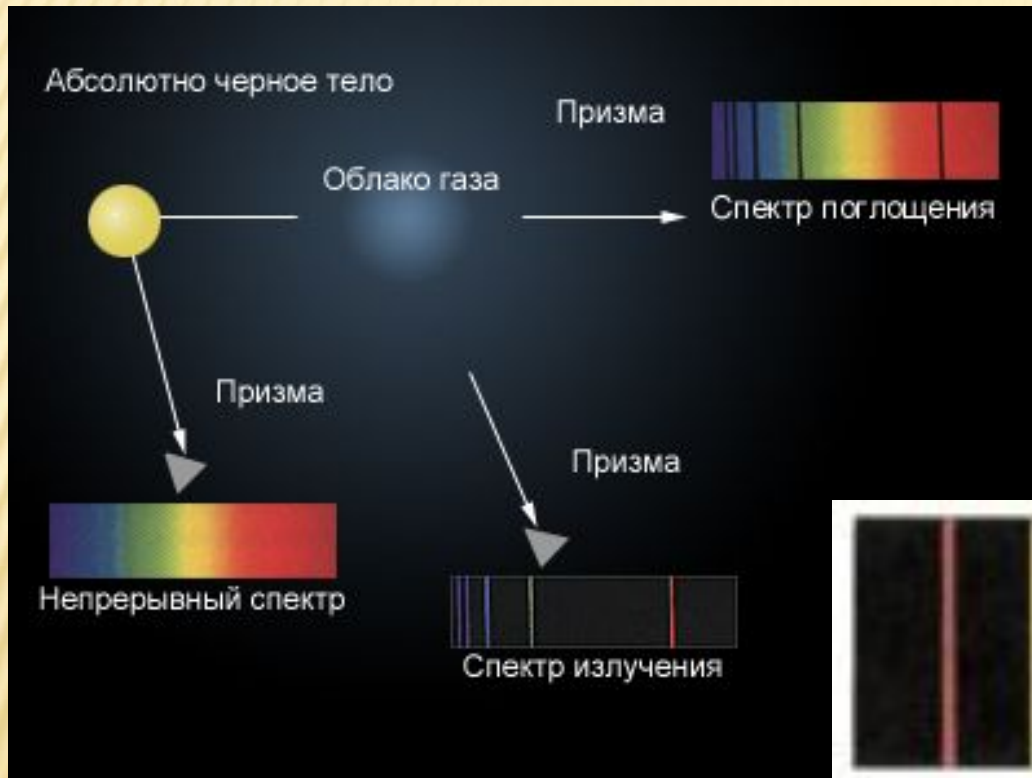 Абсолютно черное тело
Призма
Облако газа
Спектр поглощения
Призма
Призма
Непрерывный спектр
Спектр излучения